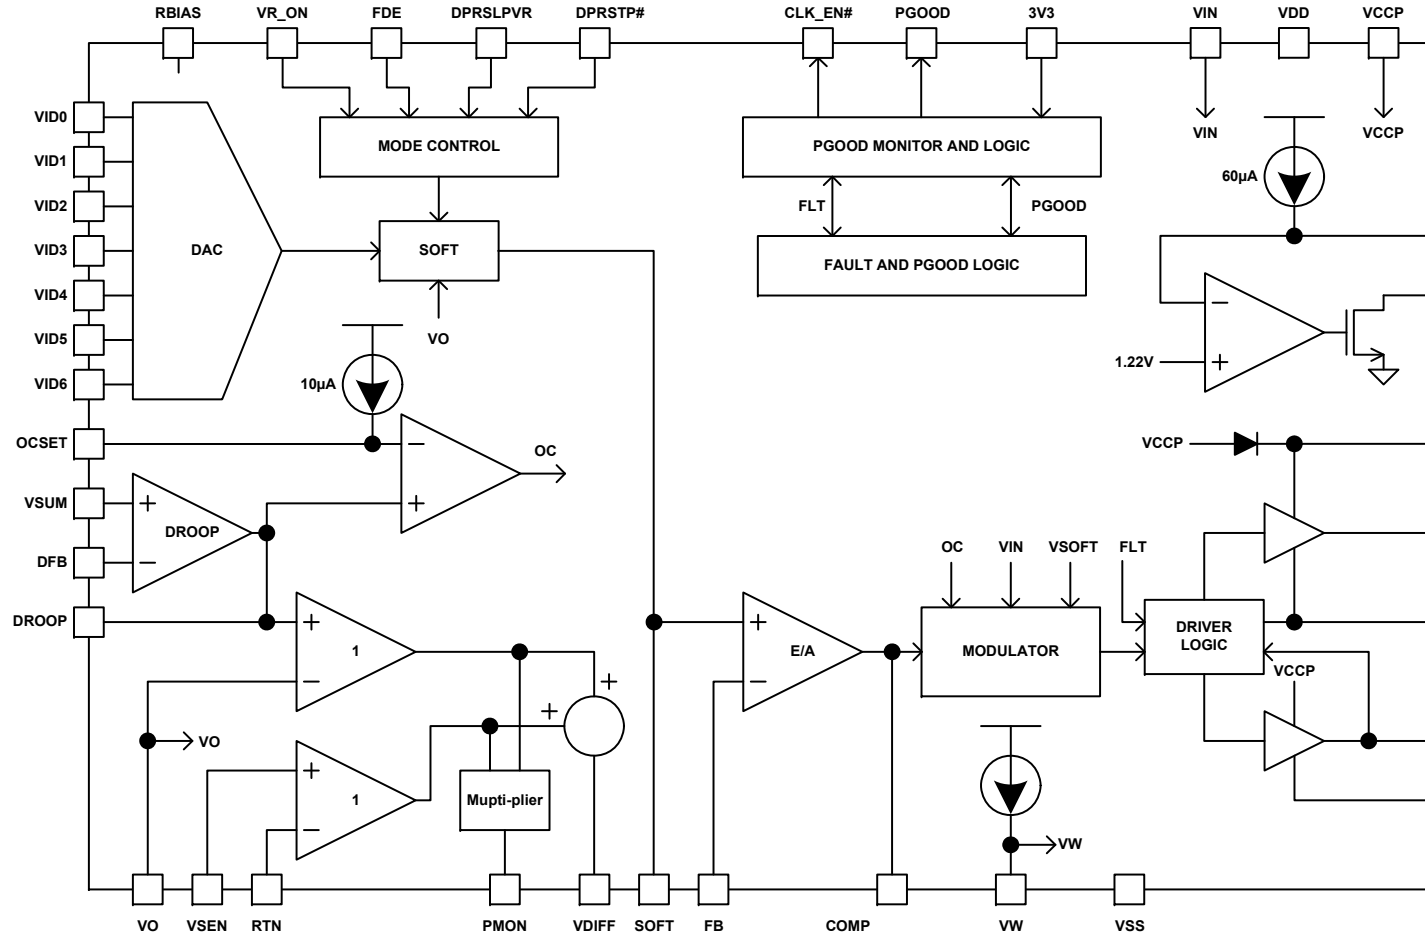 RBIAS VR_ON FDE DPRSLPVR DPRSTP# CLK_EN# PGOOD 3V3 VIN VDD VCCP
VID0
VID1
VID2
VID3
VID4
VID5
VID6
DAC
MODE CONTROL
SOFT
VO
PGOOD MONITOR AND LOGIC
FLT PGOOD
FAULT AND PGOOD LOGIC
VIN VCCP
60µA
−
+
1.22V
10µA
OCSET
−
+
OC
VSUM
DFB
DROOP
+
−
DROOP
VCCP
+
−
1
VO
+
−
1
+
+
Mupti-plier
+
−
E/A
OC VIN VSOFT FLT
MODULATOR
DRIVER
LOGIC
VCCP
VW
VO VSEN RTN PMON VDIFF SOFT FB COMP VW VSS